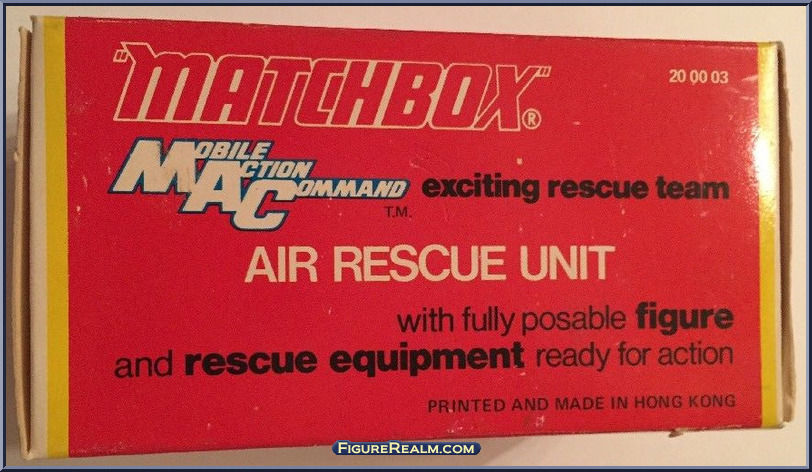 "MATCHBOX"®
20 00 03
MOBILE ACTION COMMAND T.M.
exciting rescue team
AIR RESCUE UNIT
with fully posable figure
and rescue equipment ready for action
PRINTED AND MADE IN HONG KONG
FIGUREREALM.COM